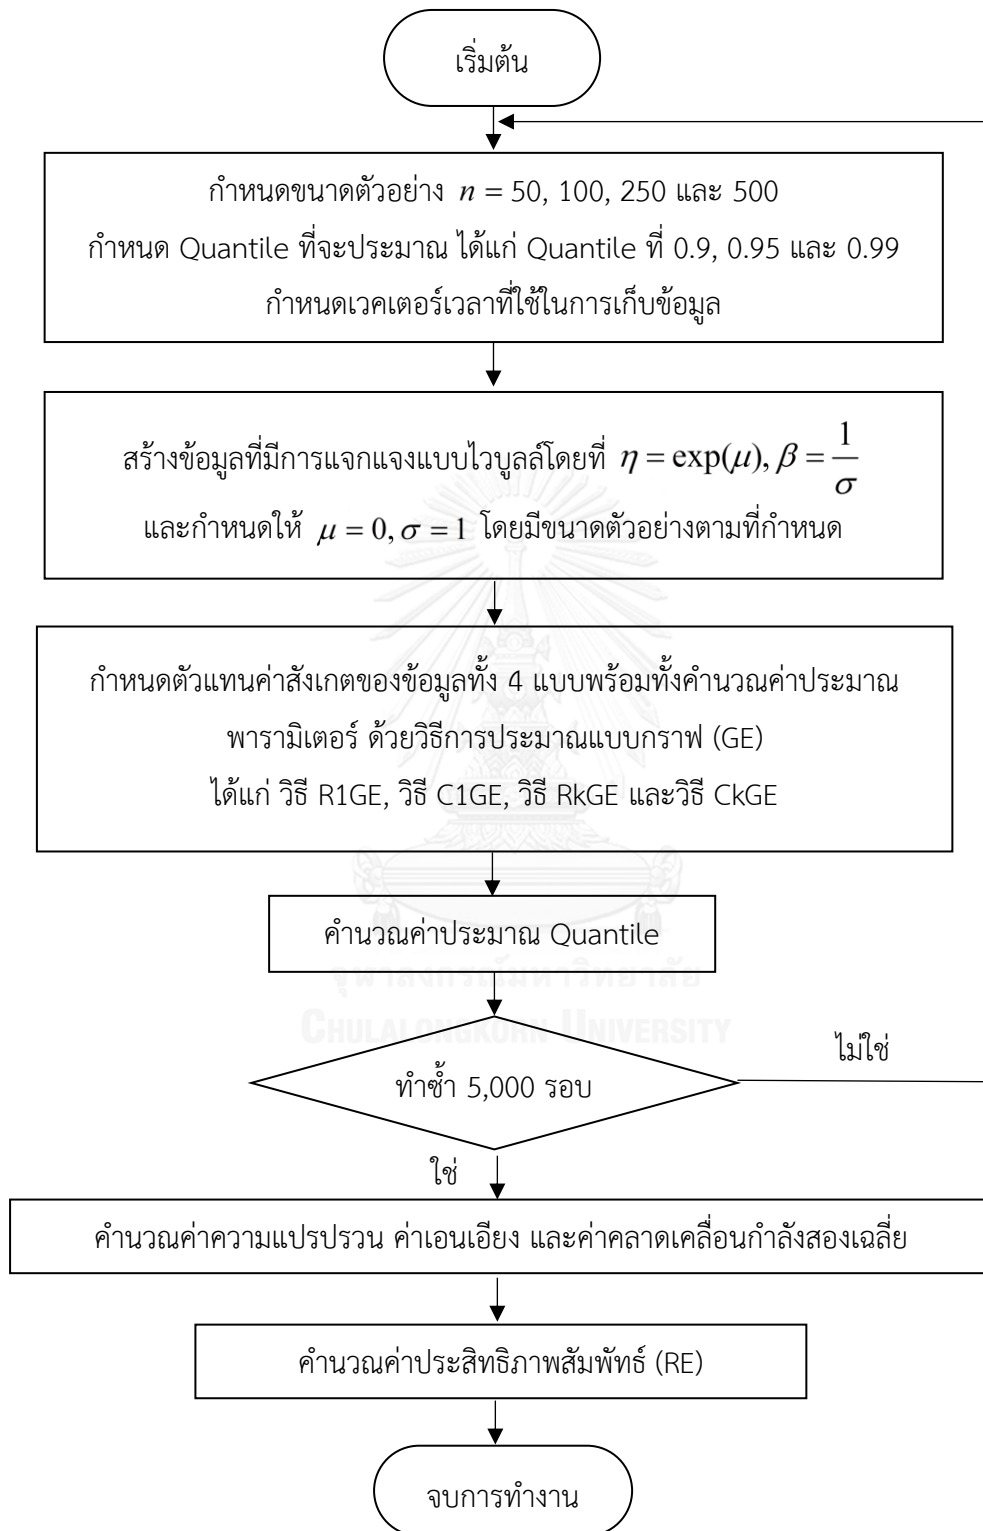 เริ่มต้น
กำหนดขนาดตัวอย่าง n = 50, 100, 250 และ 500
กำหนด Quantile ที่จะประมาณ ได้แก่ Quantile ที่ 0.9, 0.95 และ 0.99
กำหนดเวคเตอร์เวลาที่ใช้ในการเก็บข้อมูล
สร้างข้อมูลที่มีการแจกแจงแบบไวบูลล์โดยที่ η = exp(μ), β = 1/σ
และกำหนดให้ μ = 0, σ = 1 โดยมีขนาดตัวอย่างตามที่กำหนด
กำหนดตัวแทนค่าสังเกตของข้อมูลทั้ง 4 แบบพร้อมทั้งคำนวณค่าประมาณ
พารามิเตอร์ ด้วยวิธีการประมาณแบบกราฟ (GE)
ได้แก่ วิธี R1GE, วิธี C1GE, วิธี RkGE และวิธี CkGE
คำนวณค่าประมาณ Quantile
จุฬาลงกรณ์มหาวิทยาลัย
CHULALONGKORN UNIVERSITY
ไม่ใช่
ทำซ้ำ 5,000 รอบ
ใช่
คำนวณค่าความแปรปรวน ค่าเอนเอียง และค่าคลาดเคลื่อนกำลังสองเฉลี่ย
คำนวณค่าประสิทธิภาพสัมพัทธ์ (RE)
จบการทำงาน